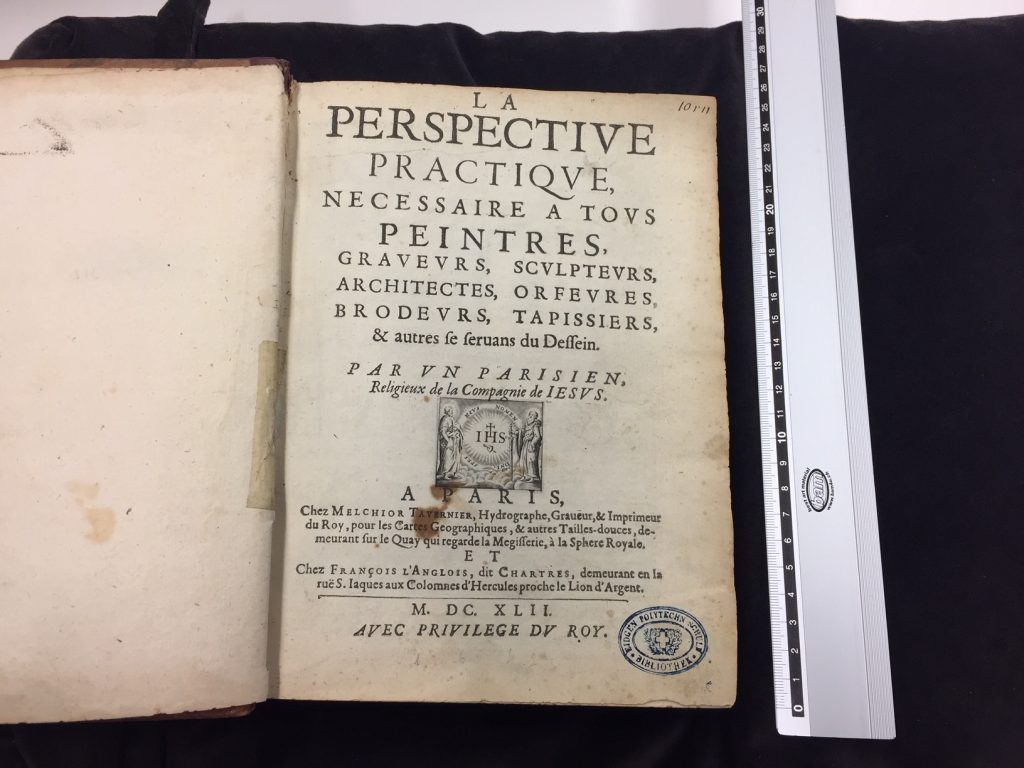 LA
PERSPECTIVE
PRACTIQVE,
NECESSAIRE A TOVS
PEINTRES,
GRAVEVRS, SCVLPTEVRS,
ARCHITECTES, ORFEVRES,
BRODEVRS, TAPISSIERS,
& autres ſe ſeruans du Deſſein.
PAR VN PARISIEN,
Religieux de la Compagnie de IESVS.
IHS
A PARIS,
Chez MELCHIOR TAVERNIER, Hydrographe, Graueur, & Imprimeur
du Roy, pour les Cartes Geographiques, & autres Tailles-douces, de-
meurant ſur le Quay qui regarde la Megiſſerie, à la Sphere Royale.
ET
Chez FRANÇOIS L'ANGLOIS, dit CHARTRES, demeurant en la
ruë S. Iaques aux Colomnes d'Hercules proche le Lion d'Argent.
M. DC. XLII.
AVEC PRIVILEGE DV ROY.
EIDGEN POLYTECHN SCHULE
BIBLIOTHEK
30
29
28
27
26
25
24
23
22
21
20
19
18
17
16
15
14
13
12
11
10
9
8
7
6
5
4
3
2
1
0
bam